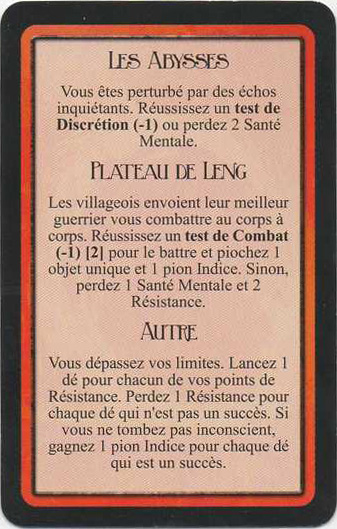 Les Abysses
Vous êtes perturbé par des échos
inquiétants. Réussissez un test de
Discrétion (-1) ou perdez 2 Santé
Mentale.
Plateau de Leng
Les villageois envoient leur meilleur
guerrier vous combattre au corps à
corps. Réussissez un test de Combat
(-1) [2] pour le battre et piochez 1
objet unique et 1 pion Indice. Sinon,
perdez 1 Santé Mentale et 2
Résistance.
Autre
Vous dépassez vos limites. Lancez 1
dé pour chacun de vos points de
Résistance. Perdez 1 Résistance pour
chaque dé qui n'est pas un succès. Si
vous ne tombez pas inconscient,
gagnez 1 pion Indice pour chaque dé
qui est un succès.